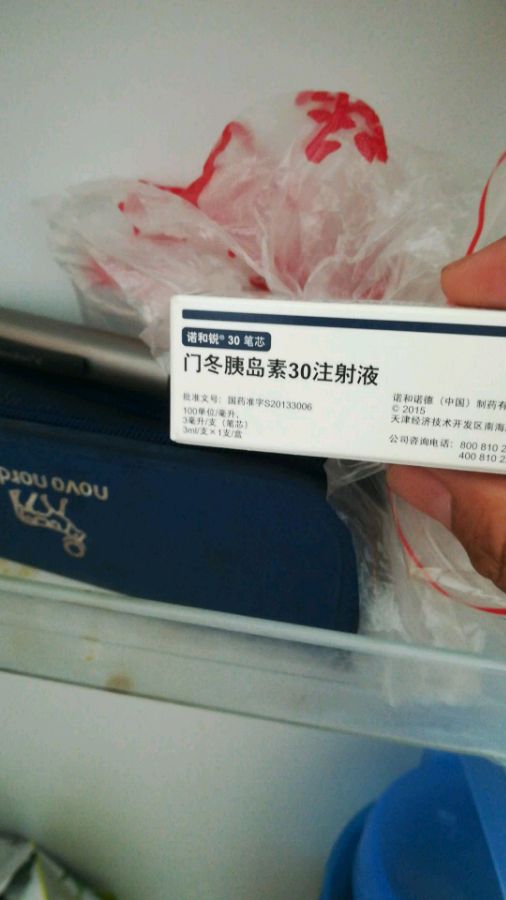 诺和锐® 30 笔芯
门冬胰岛素30注射液
批准文号：国药准字S20133006
100单位/毫升，
3毫升/支（笔芯）
3ml/支×1支/盒
诺和诺德（中国）制药有
© 2015
天津经济技术开发区南海
公司咨询电话：800 810 2
400 810 2
novo nord